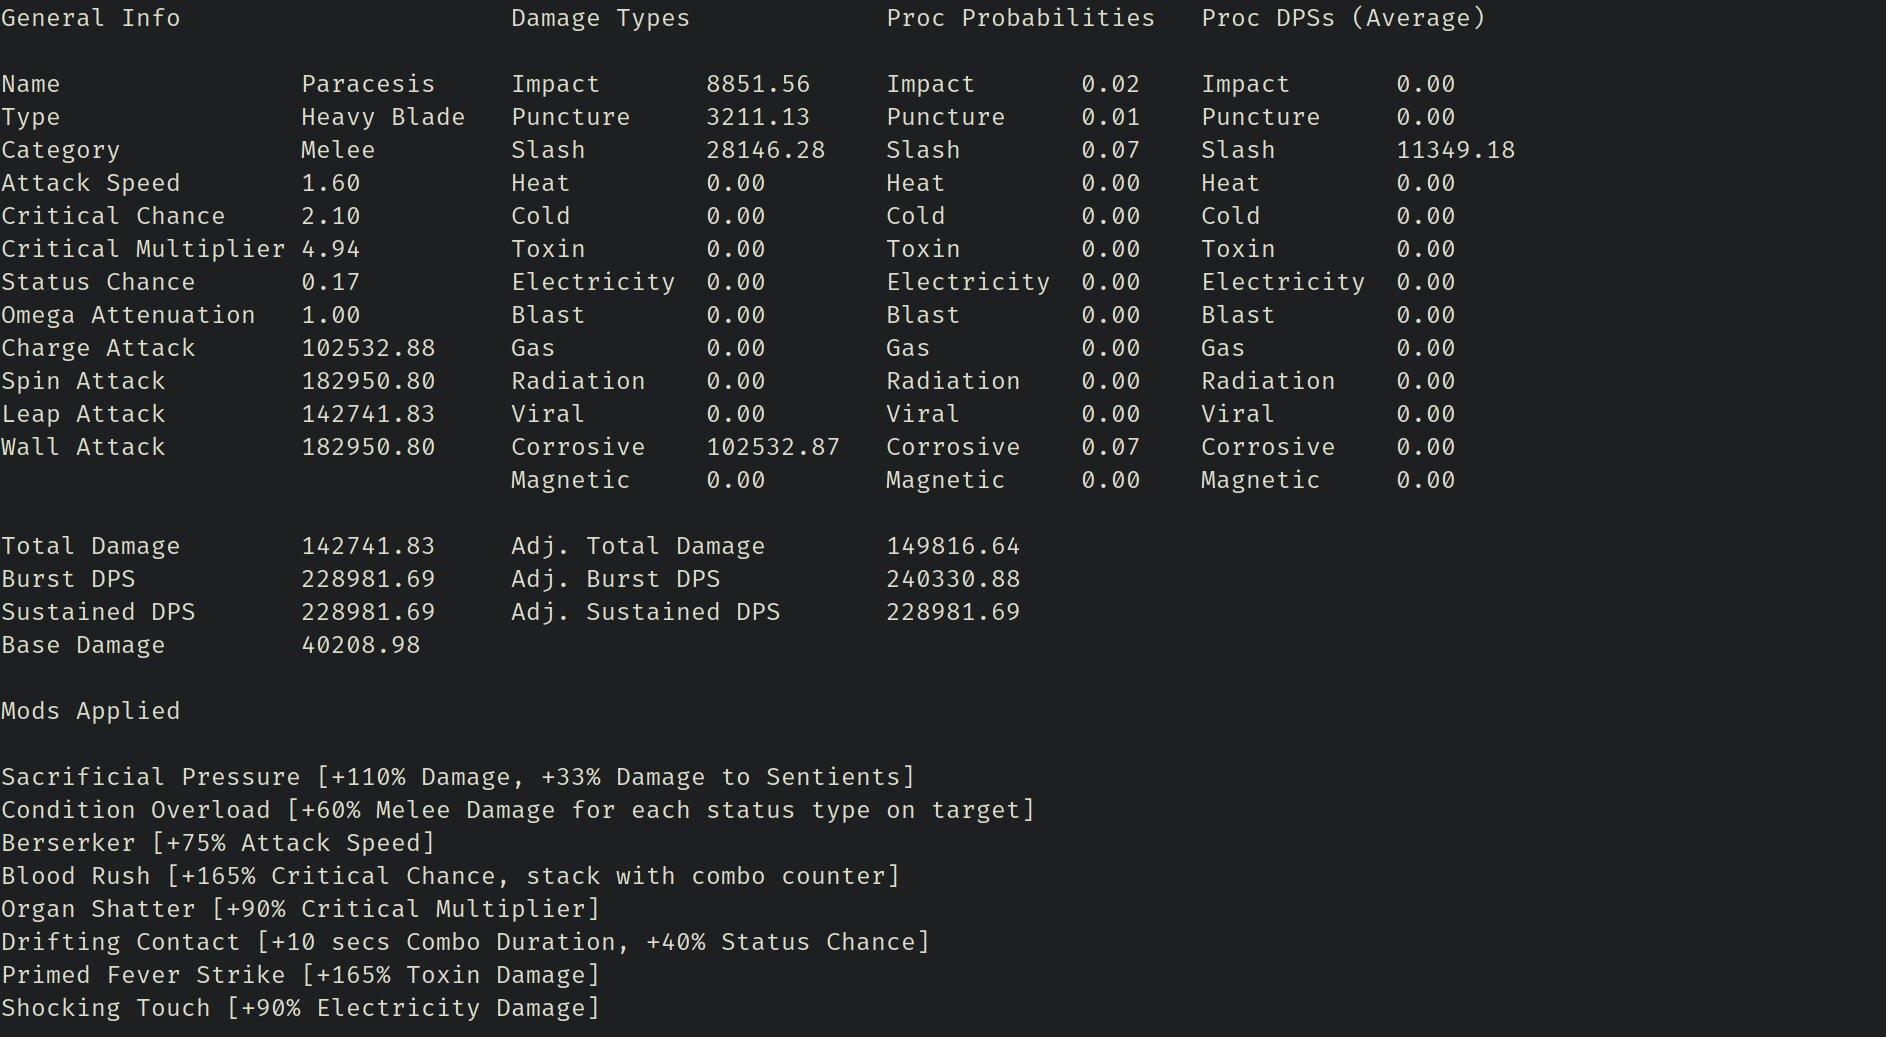 General Info Damage Types Proc Probabilities Proc DPSs (Average)
Name Paracesis Impact 8851.56 Impact 0.02 Impact 0.00
Type Heavy Blade Puncture 3211.13 Puncture 0.01 Puncture 0.00
Category Melee Slash 28146.28 Slash 0.07 Slash 11349.18
Attack Speed 1.60 Heat 0.00 Heat 0.00 Heat 0.00
Critical Chance 2.10 Cold 0.00 Cold 0.00 Cold 0.00
Critical Multiplier 4.94 Toxin 0.00 Toxin 0.00 Toxin 0.00
Status Chance 0.17 Electricity 0.00 Electricity 0.00 Electricity 0.00
Omega Attenuation 1.00 Blast 0.00 Blast 0.00 Blast 0.00
Charge Attack 102532.88 Gas 0.00 Gas 0.00 Gas 0.00
Spin Attack 182950.80 Radiation 0.00 Radiation 0.00 Radiation 0.00
Leap Attack 142741.83 Viral 0.00 Viral 0.00 Viral 0.00
Wall Attack 182950.80 Corrosive 102532.87 Corrosive 0.07 Corrosive 0.00
Magnetic 0.00 Magnetic 0.00 Magnetic 0.00
Total Damage 142741.83 Adj. Total Damage 149816.64
Burst DPS 228981.69 Adj. Burst DPS 240330.88
Sustained DPS 228981.69 Adj. Sustained DPS 228981.69
Base Damage 40208.98
Mods Applied
Sacrificial Pressure [+110% Damage, +33% Damage to Sentients]
Condition Overload [+60% Melee Damage for each status type on target]
Berserker [+75% Attack Speed]
Blood Rush [+165% Critical Chance, stack with combo counter]
Organ Shatter [+90% Critical Multiplier]
Drifting Contact [+10 secs Combo Duration, +40% Status Chance]
Primed Fever Strike [+165% Toxin Damage]
Shocking Touch [+90% Electricity Damage]